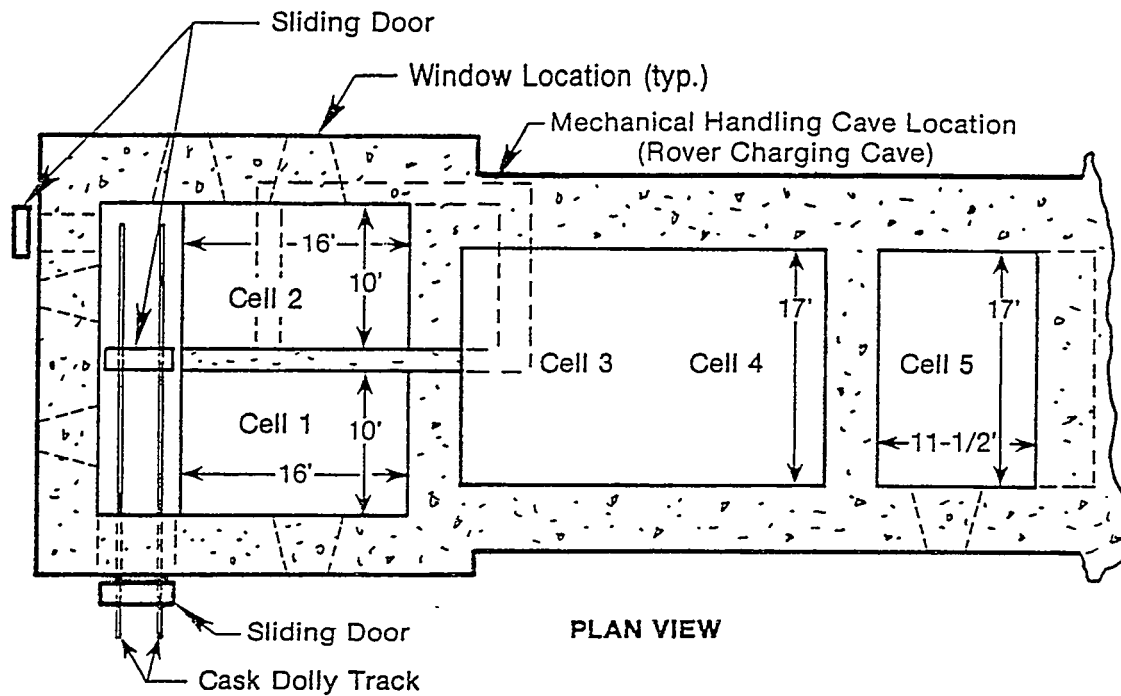 Sliding Door
Window Location (typ.)
Mechanical Handling Cave Location
(Rover Charging Cave)
16'
10'
Cell 2
17'
17'
Cell 3
Cell 4
Cell 5
Cell 1
10'
11-1/2'
16'
Sliding Door
PLAN VIEW
Cask Dolly Track